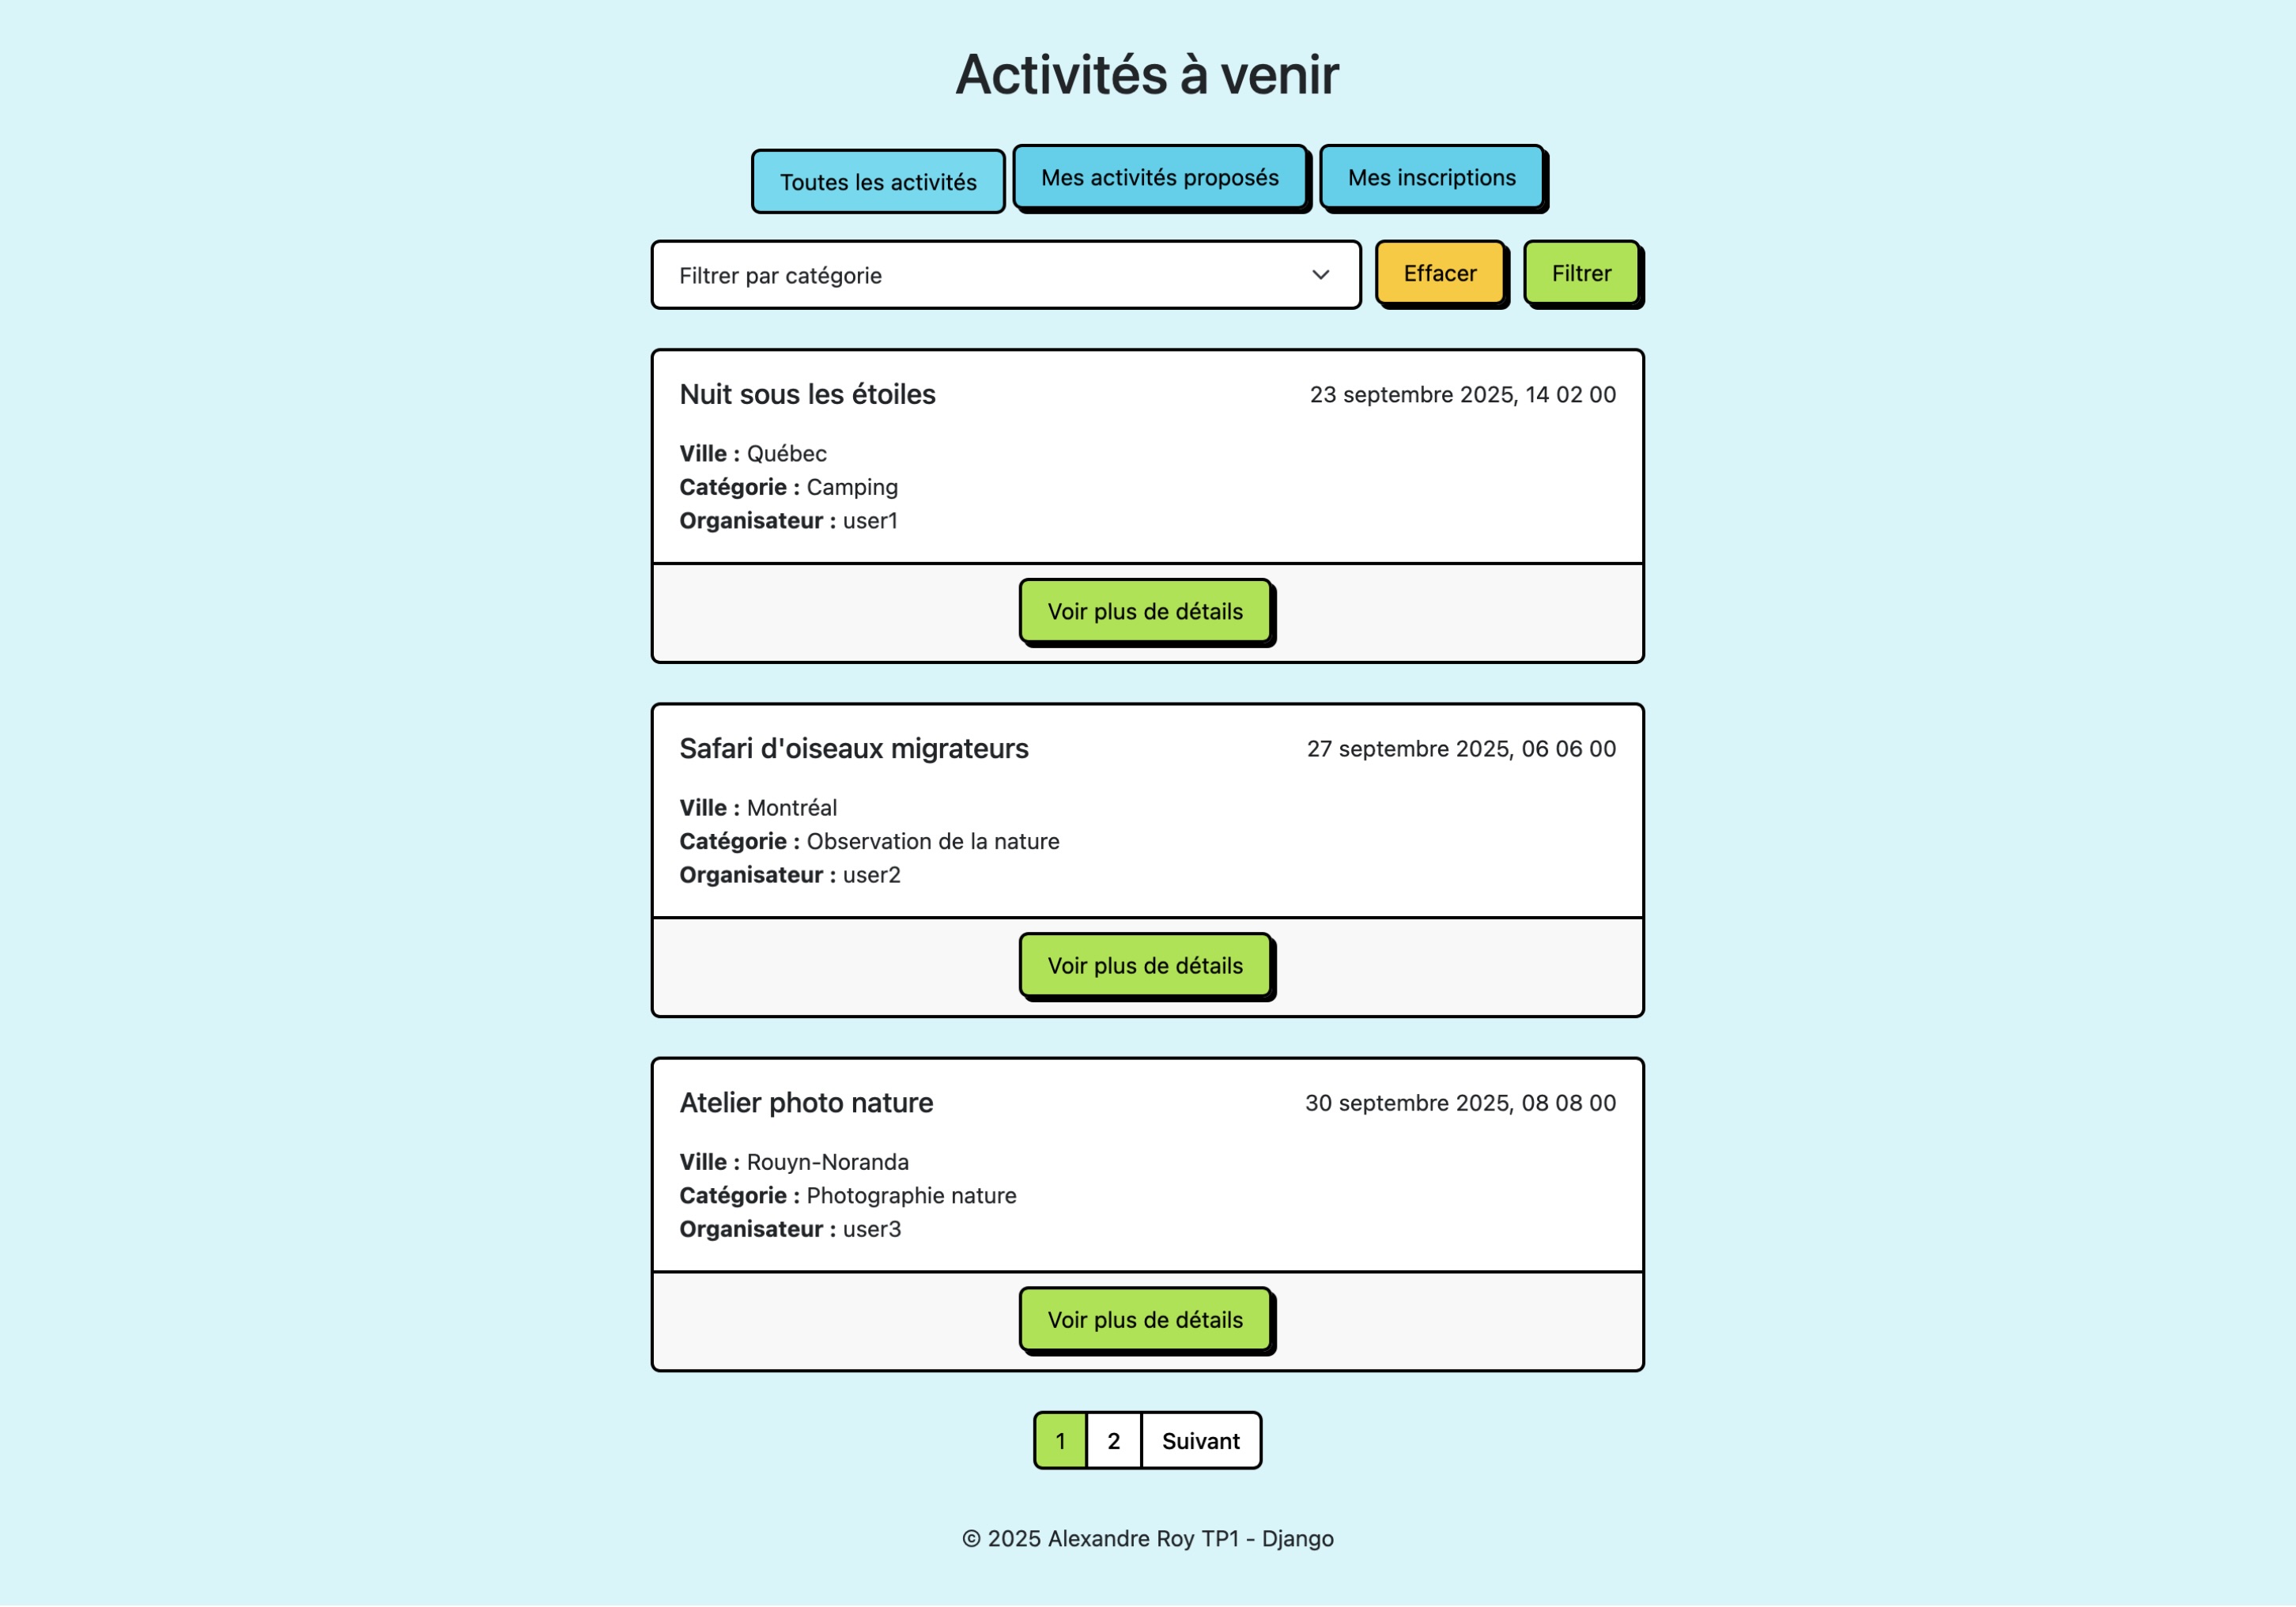 Activités à venir
Toutes les activités
Mes activités proposés
Mes inscriptions
Filtrer par catégorie
Effacer
Filtrer
Nuit sous les étoiles
23 septembre 2025, 14 02 00
Ville : Québec
Catégorie : Camping
Organisateur : user1
Voir plus de détails
Safari d'oiseaux migrateurs
27 septembre 2025, 06 06 00
Ville : Montréal
Catégorie : Observation de la nature
Organisateur : user2
Voir plus de détails
Atelier photo nature
30 septembre 2025, 08 08 00
Ville : Rouyn-Noranda
Catégorie : Photographie nature
Organisateur : user3
Voir plus de détails
1
2
Suivant
© 2025 Alexandre Roy TP1 - Django